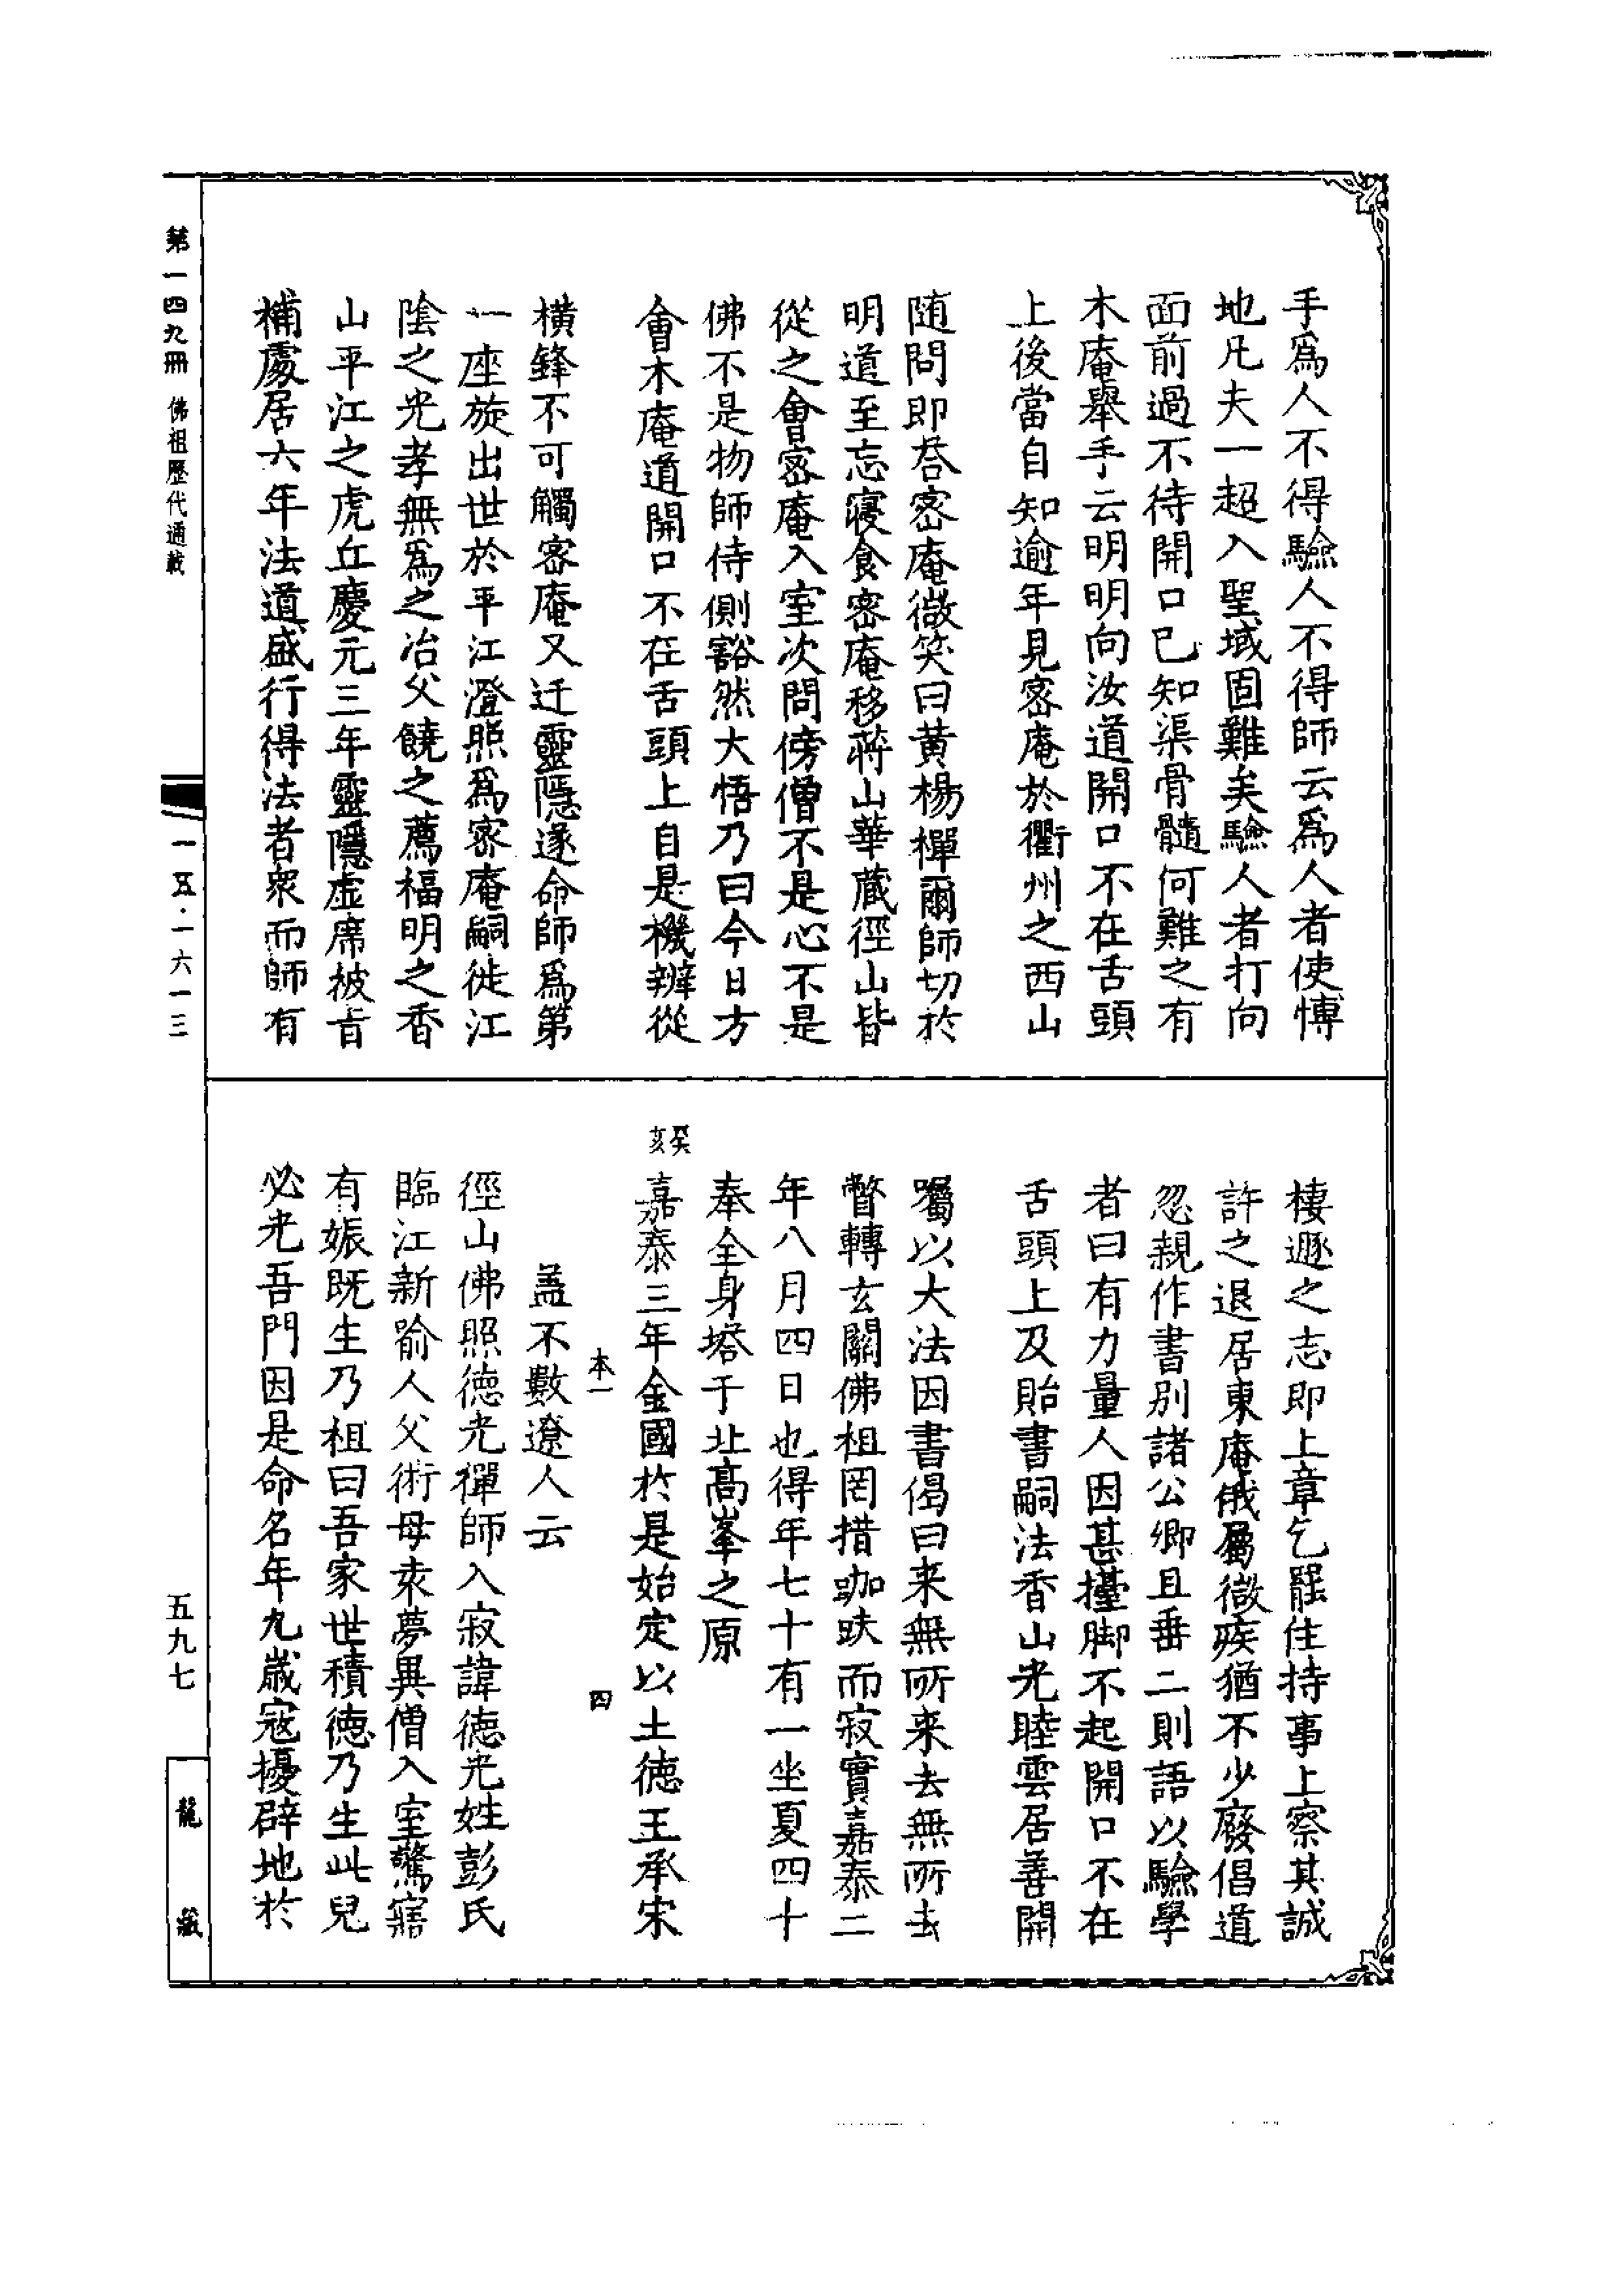 手爲人不得驗人不得師云爲人者使愽
地凡夫一超入聖域固難矣驗人者打向
面前過不待開口已知渠骨髓何難之有
木庵舉手云明明向汝道開口不在舌頭
上後當自知逾年見密庵於衢州之西山
随問即荅密庵微笑曰黄楊禪爾師切於
明道至忘寢食密庵移蔣山華藏徑山皆
從之會密庵入室次問傍僧不是心不是
佛不是物師侍側豁然大悟乃曰今日方
會木庵道開口不在舌頭上自是機辨從
横鋒不可觸密庵又迁靈隱遂命師爲第
一座旋出世於平江澄照爲密庵嗣徙江
陰之光孝無爲之冶父饒之薦福明之香
山平江之虎丘慶元三年靈隱虚席被旨
補處居六年法道盛行得法者衆而師有
棲遯之志即上章乞罷住持事上察其誠
許之退居東庵俄屬微疾猶不少廢倡道
忽親作書别諸公卿且垂二則語以驗學
者曰有力量人因甚擡脚不起開口不在
舌頭上及貽書嗣法香山光睦雲居善開
囑以大法因書偈曰来無所来去無所去
瞥轉玄關佛祖罔措跏趺而寂實嘉泰二
年八月四日也得年七十有一坐夏四十
奉全身塔于北髙峯之原
癸亥
嘉泰三年金國於是始定以土德王承宋
本一 四
盖不數遼人云
徑山佛照德光禪師入寂諱德光姓彭氏
臨江新喻人父術母袁夢異僧入室驚寤
有娠既生乃祖曰吾家世積德乃生此兒
必光吾門因是命名年九歲寇擾辟地於
第一四九冊 佛祖歷代通載
一五·一六一三
五九七
龍藏